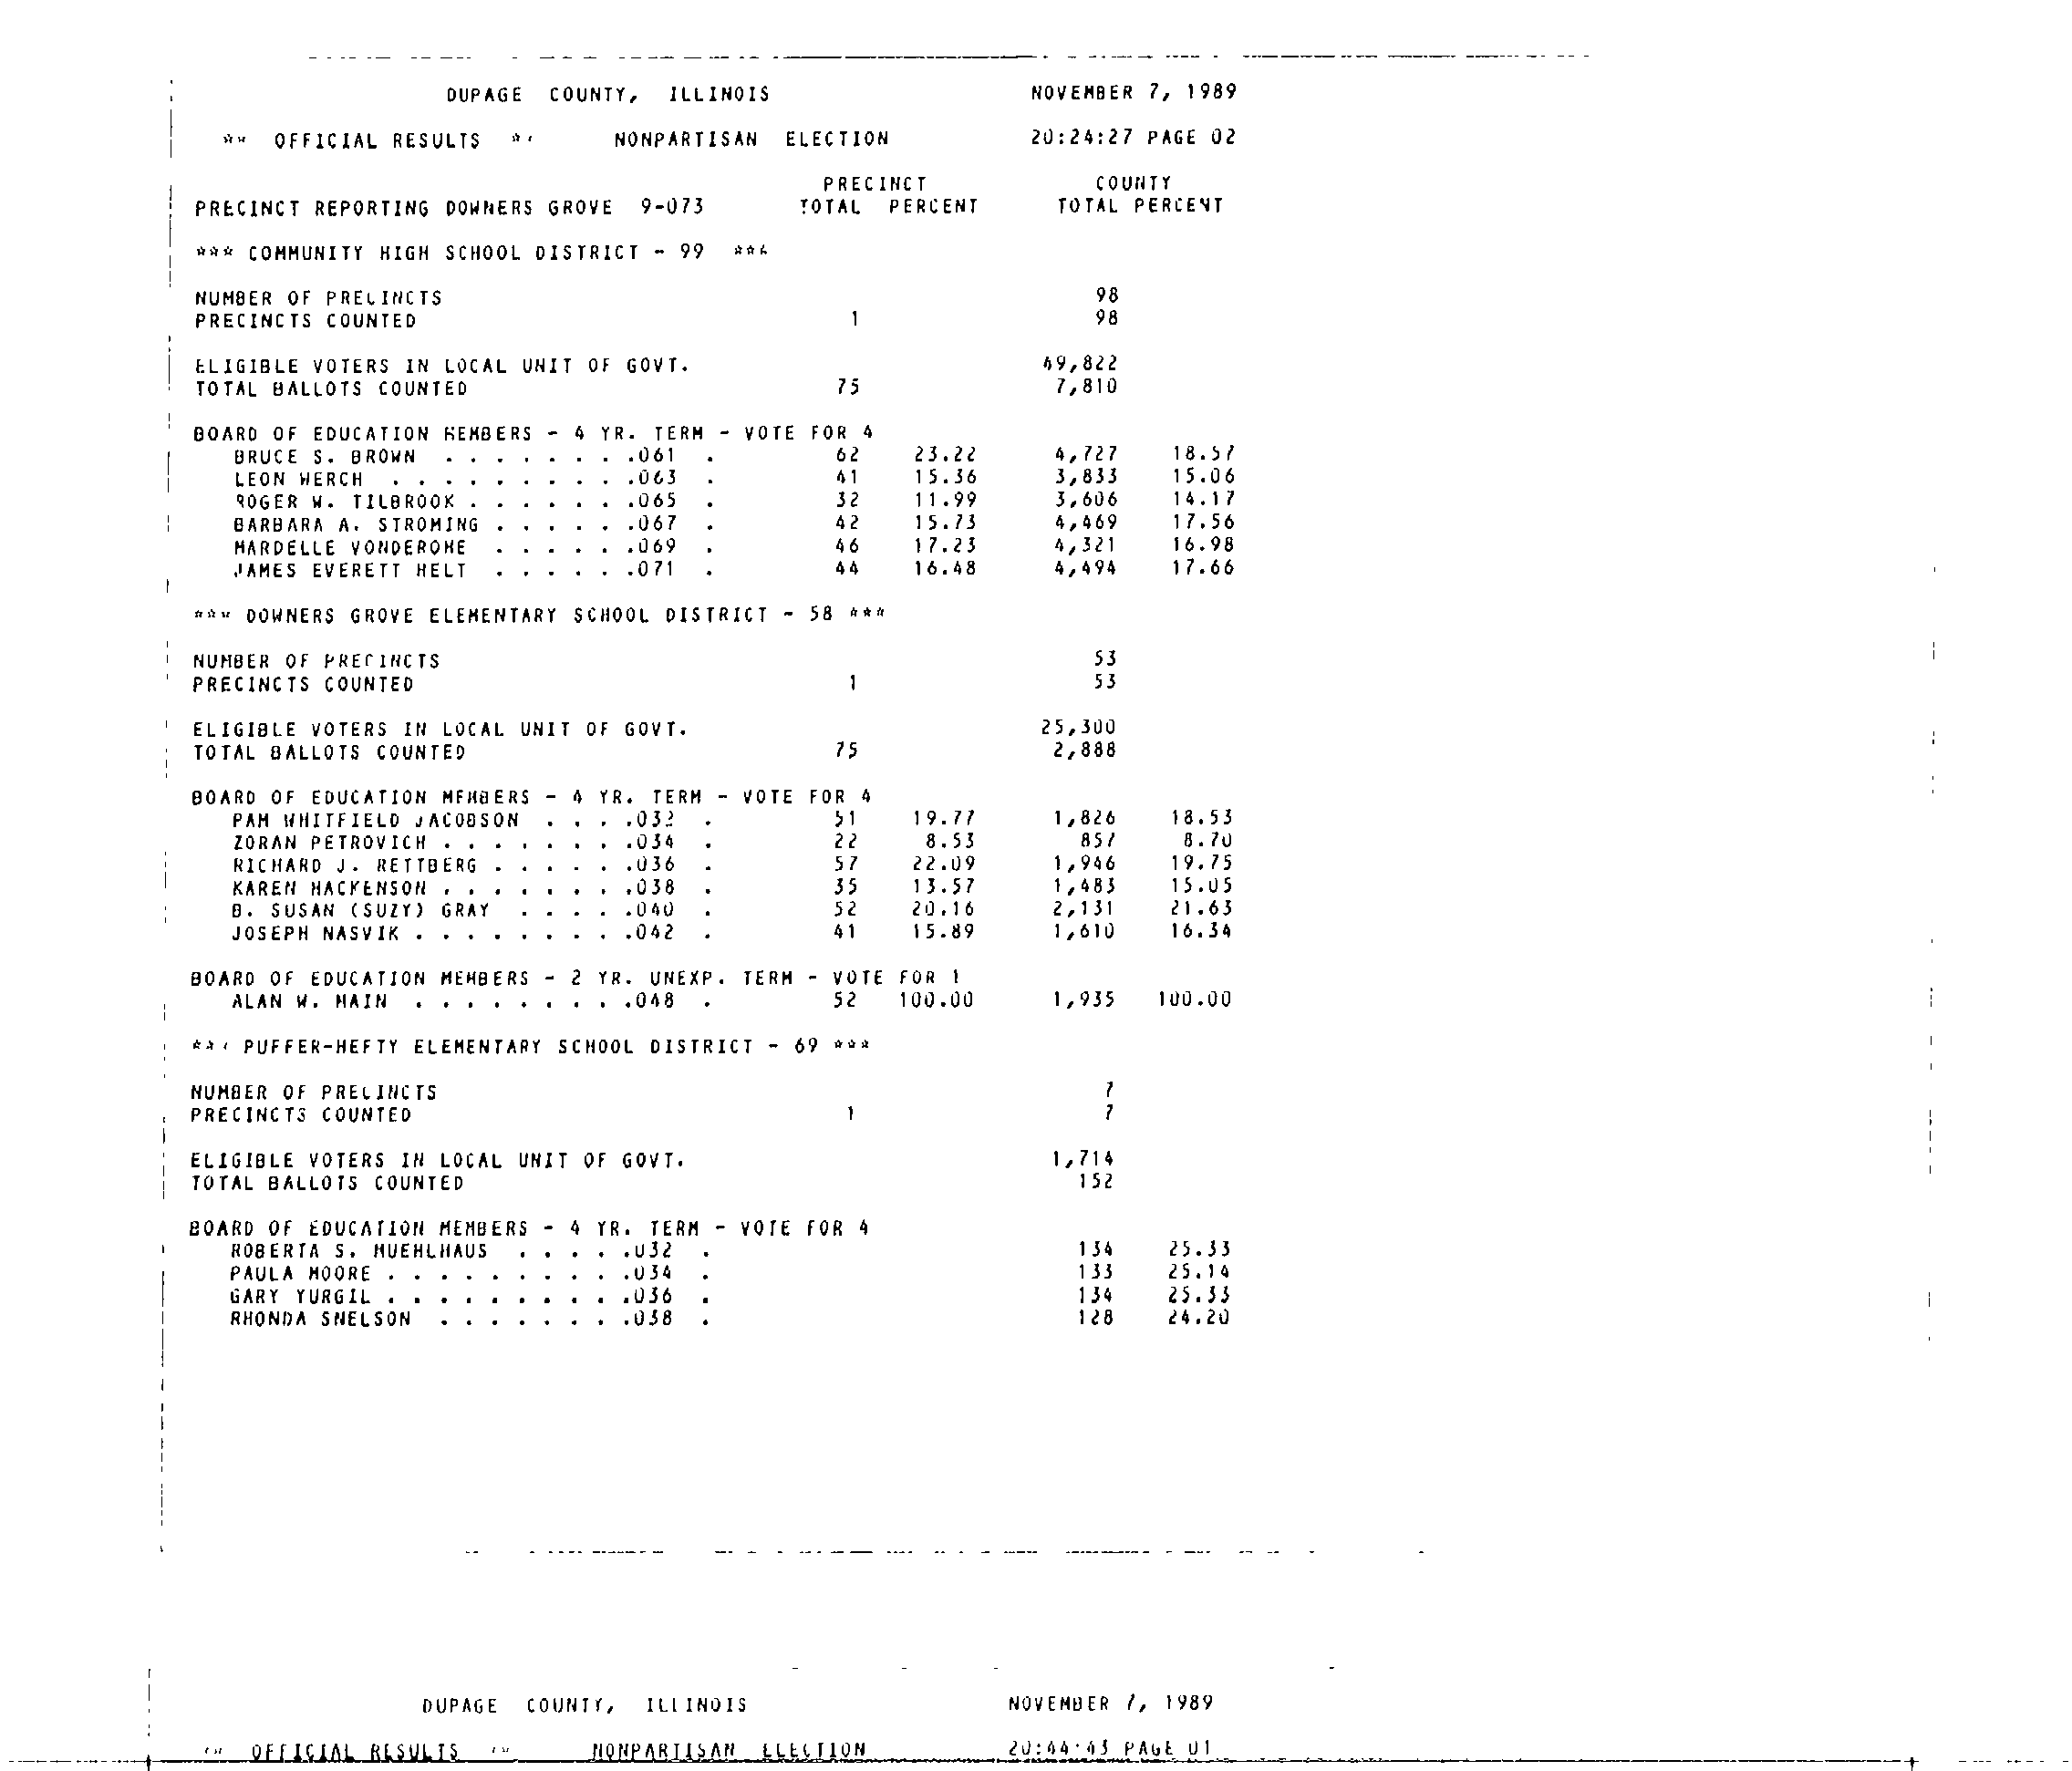 DUPAGE COUNTY, ILLINOIS NOVEMBER 7, 1989
** OFFICIAL RESULTS ** NONPARTISAN ELECTION 20:24:27 PAGE 02
PRECINCT COUNTY
PRECINCT REPORTING DOWNERS GROVE 9-073 TOTAL PERCENT TOTAL PERCENT
*** COMMUNITY HIGH SCHOOL DISTRICT - 99 ***
NUMBER OF PRECINCTS 98
PRECINCTS COUNTED 1 98
ELIGIBLE VOTERS IN LOCAL UNIT OF GOVT. 69,822
TOTAL BALLOTS COUNTED 75 7,810
BOARD OF EDUCATION MEMBERS - 4 YR. TERM - VOTE FOR 4
BRUCE S. BROWN . . . . . . . .061 . 62 23.22 4,727 18.57
LEON WERCH . . . . . . . . . .063 . 41 15.36 3,833 15.06
ROGER W. TILBROOK . . . . . . .065 . 32 11.99 3,606 14.17
BARBARA A. STROMING . . . . . .067 . 42 15.73 4,469 17.56
MARDELLE VONDEROHE . . . . . .069 . 46 17.23 4,321 16.98
JAMES EVERETT HELT . . . . . .071 . 44 16.48 4,494 17.66
*** DOWNERS GROVE ELEMENTARY SCHOOL DISTRICT - 58 ***
NUMBER OF PRECINCTS 53
PRECINCTS COUNTED 1 53
ELIGIBLE VOTERS IN LOCAL UNIT OF GOVT. 25,300
TOTAL BALLOTS COUNTED 75 2,888
BOARD OF EDUCATION MEMBERS - 4 YR. TERM - VOTE FOR 4
PAM WHITFIELD JACOBSON . . . .032 . 51 19.77 1,826 18.53
ZORAN PETROVICH . . . . . . . .034 . 22 8.53 857 8.70
RICHARD J. RETTBERG . . . . . .036 . 57 22.09 1,946 19.75
KAREN HACKENSON . . . . . . . .038 . 35 13.57 1,483 15.05
B. SUSAN (SUZY) GRAY . . . . .040 . 52 20.16 2,131 21.63
JOSEPH NASVIK . . . . . . . . .042 . 41 15.89 1,610 16.34
BOARD OF EDUCATION MEMBERS - 2 YR. UNEXP. TERM - VOTE FOR 1
ALAN W. MAIN . . . . . . . . .048 . 52 100.00 1,935 100.00
*** PUFFER-HEFTY ELEMENTARY SCHOOL DISTRICT - 69 ***
NUMBER OF PRECINCTS 7
PRECINCTS COUNTED 1 7
ELIGIBLE VOTERS IN LOCAL UNIT OF GOVT. 1,714
TOTAL BALLOTS COUNTED 152
BOARD OF EDUCATION MEMBERS - 4 YR. TERM - VOTE FOR 4
ROBERTA S. MUEHLHAUS . . . . .032 . 134 25.33
PAULA MOORE . . . . . . . . . .034 . 133 25.14
GARY YURGIL . . . . . . . . . .036 . 134 25.33
RHONDA SNELSON . . . . . . . .038 . 128 24.20
DUPAGE COUNTY, ILLINOIS NOVEMBER 7, 1989
** OFFICIAL RESULTS ** NONPARTISAN ELECTION 20:44:43 PAGE 01